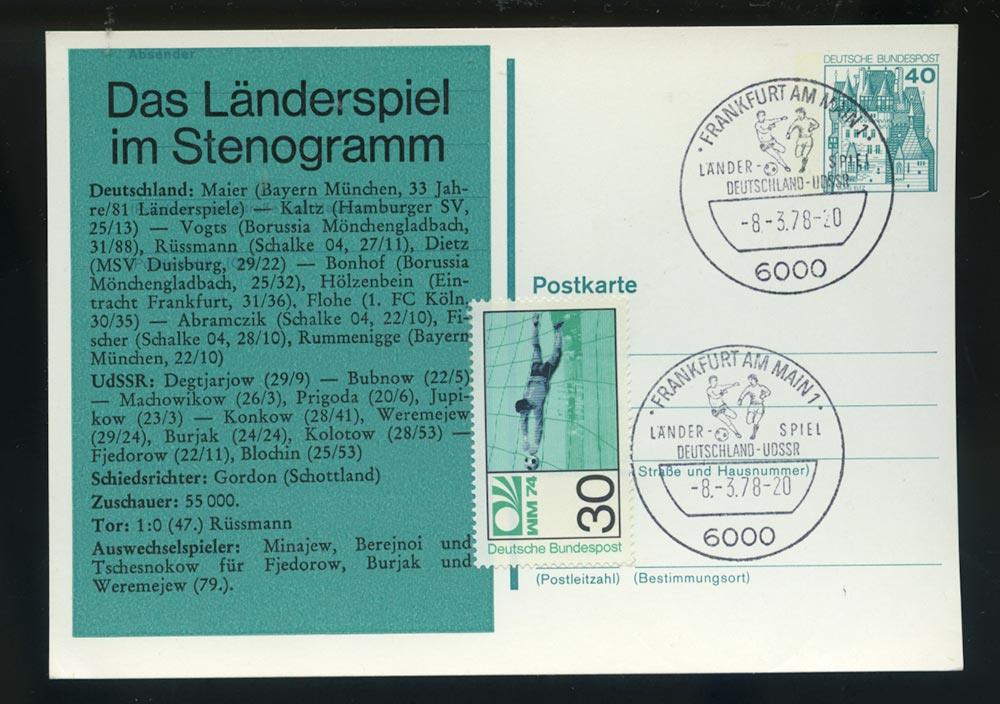 Absender
Das Länderspiel
im Stenogramm
Deutschland: Maier (Bayern München, 33 Jah-
re/81 Länderspiele) — Kaltz (Hamburger SV,
25/13) — Vogts (Borussia Mönchengladbach,
31/88), Rüssmann (Schalke 04, 27/11), Dietz
(MSV Duisburg, 29/22) — Bonhof (Borussia
Mönchengladbach, 25/32), Hölzenbein (Ein-
tracht Frankfurt, 31/36), Flohe (1. FC Köln,
30/35) — Abramczik (Schalke 04, 22/10), Fi-
scher (Schalke 04, 28/10), Rummenigge (Bayern
München, 22/10)
UdSSR: Degtjarjow (29/9) — Bubnow (22/5)
— Machowikow (26/3), Prigoda (20/6), Jupi-
kow (23/3) — Konkow (28/41), Weremejew
(29/24), Burjak (24/24), Kolotow (28/53) —
Fjedorow (22/11), Blochin (25/53)
Schiedsrichter: Gordon (Schottland)
Zuschauer: 55 000.
Tor: 1:0 (47.) Rüssmann
Auswechselspieler: Minajew, Berejnoi und
Tschesnokow für Fjedorow, Burjak und
Weremejew (79.).
DEUTSCHE BUNDESPOST
40
· FRANKFURT AM MAIN 1 ·
LÄNDER- SPIEL
DEUTSCHLAND-UDSSR
-8.-3.78-20
6000
Postkarte
· FRANKFURT AM MAIN 1 ·
LÄNDER- SPIEL
DEUTSCHLAND-UDSSR
-8.-3.78-20
6000
Straße und Hausnummer)
WM 74
30
Deutsche Bundespost
(Postleitzahl) (Bestimmungsort)